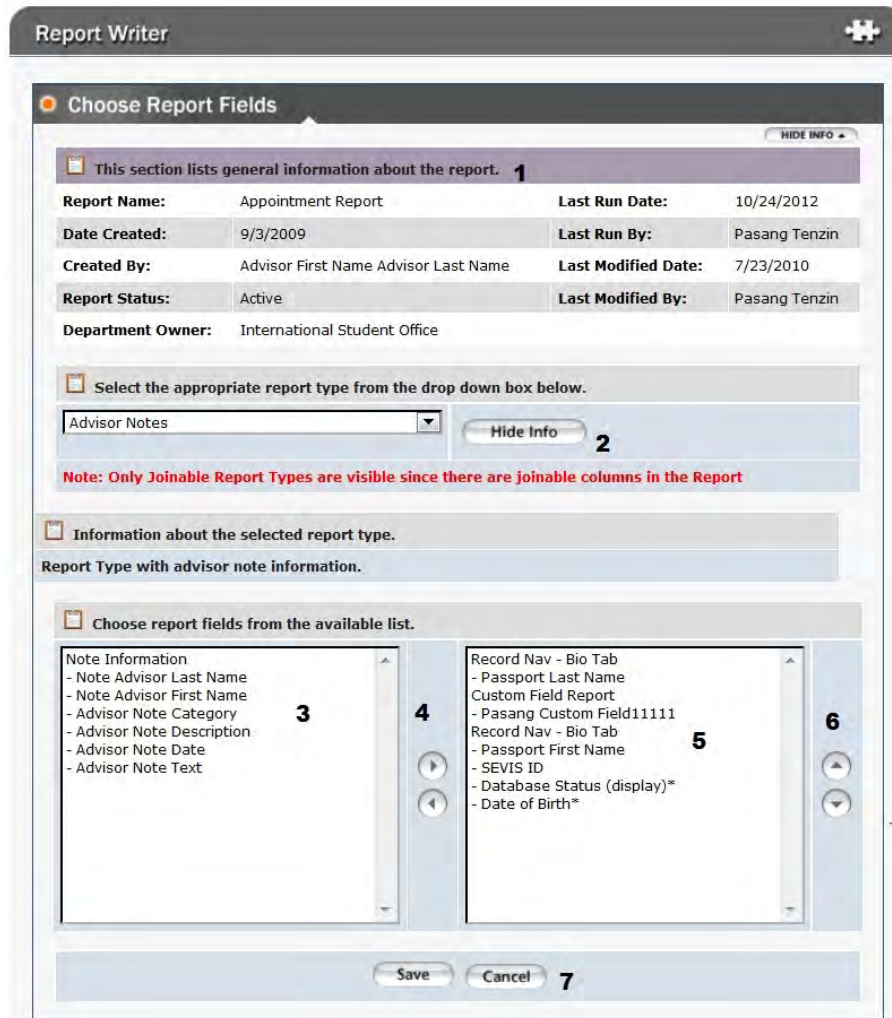 Report Writer
Choose Report Fields
HIDE INFO
This section lists general information about the report. 1
Report Name: Appointment Report Last Run Date: 10/24/2012
Date Created: 9/3/2009 Last Run By: Pasang Tenzin
Created By: Advisor First Name Advisor Last Name Last Modified Date: 7/23/2010
Report Status: Active Last Modified By: Pasang Tenzin
Department Owner: International Student Office
Select the appropriate report type from the drop down box below.
Advisor Notes Hide Info 2
Note: Only Joinable Report Types are visible since there are joinable columns in the Report
Information about the selected report type.
Report Type with advisor note information.
Choose report fields from the available list.
Note Information
- Note Advisor Last Name
- Note Advisor First Name
- Advisor Note Category
- Advisor Note Description
- Advisor Note Date
- Advisor Note Text
3
4
Record Nav - Bio Tab
- Passport Last Name
Custom Field Report
- Pasang Custom Field11111
Record Nav - Bio Tab
- Passport First Name
- SEVIS ID
- Database Status (display)*
- Date of Birth*
5
6
Save Cancel 7